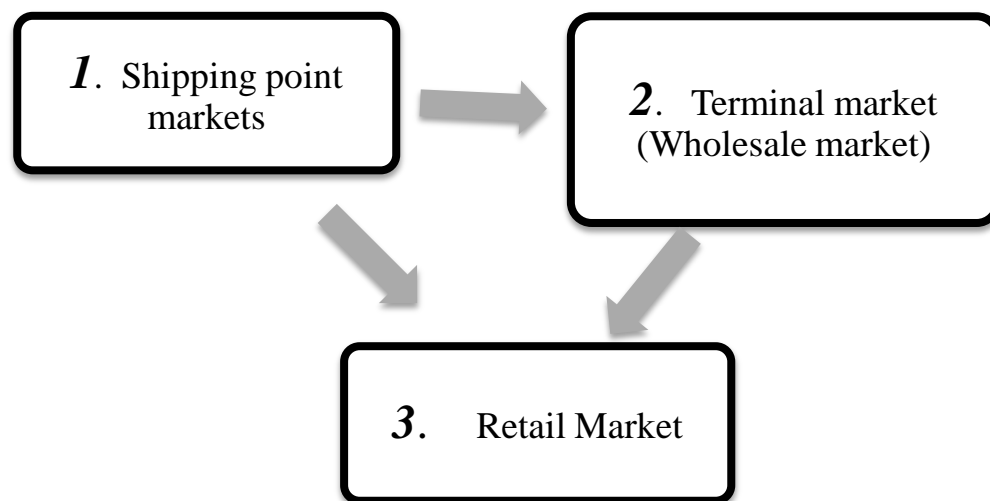 1. Shipping point
markets
2. Terminal market
(Wholesale market)
3. Retail Market